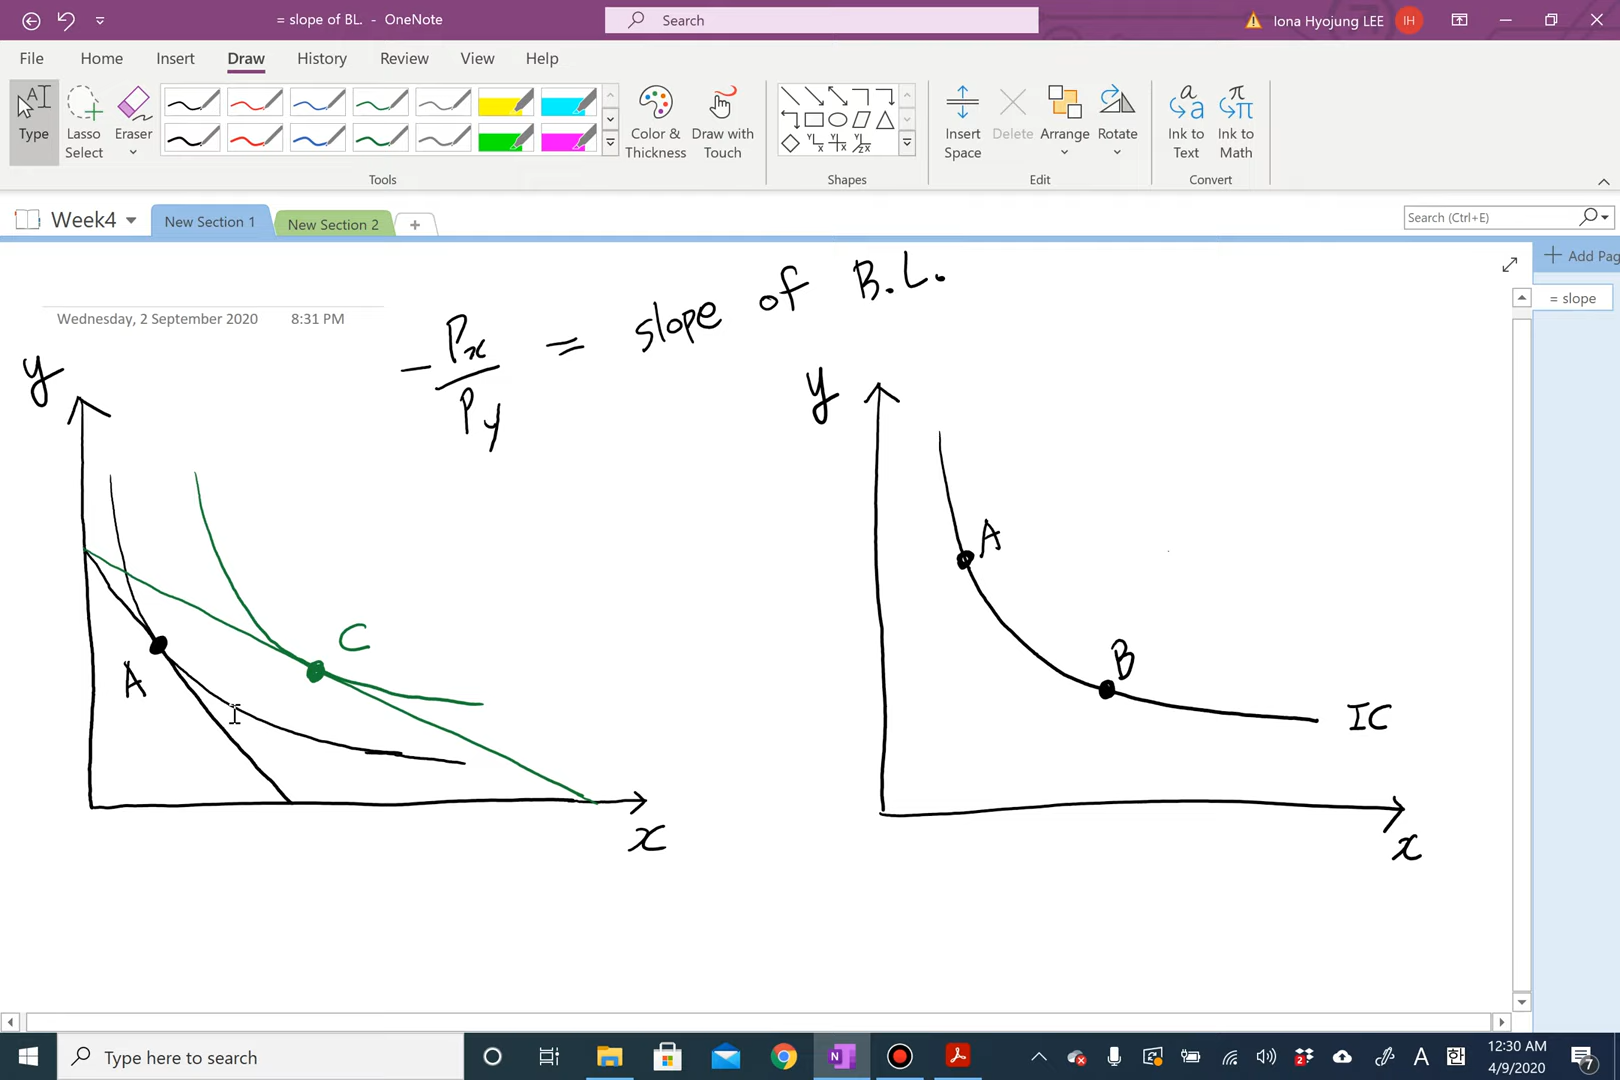 = slope of BL. - OneNote
Search
Iona Hyojung LEE
IH
File Home Insert Draw History Review View Help
Type
Lasso Select
Eraser
Color & Thickness
Draw with Touch
Insert Space
Delete
Arrange
Rotate
Ink to Text
Ink to Math
Tools
Shapes
Edit
Convert
Week4
New Section 1
New Section 2
Search (Ctrl+E)
Add Pag
= slope
Wednesday, 2 September 2020 8:31 PM
- Px / Py = slope of B.L.
y
A
C
x
y
A
B
IC
x
Type here to search
A
한
12:30 AM
4/9/2020
7